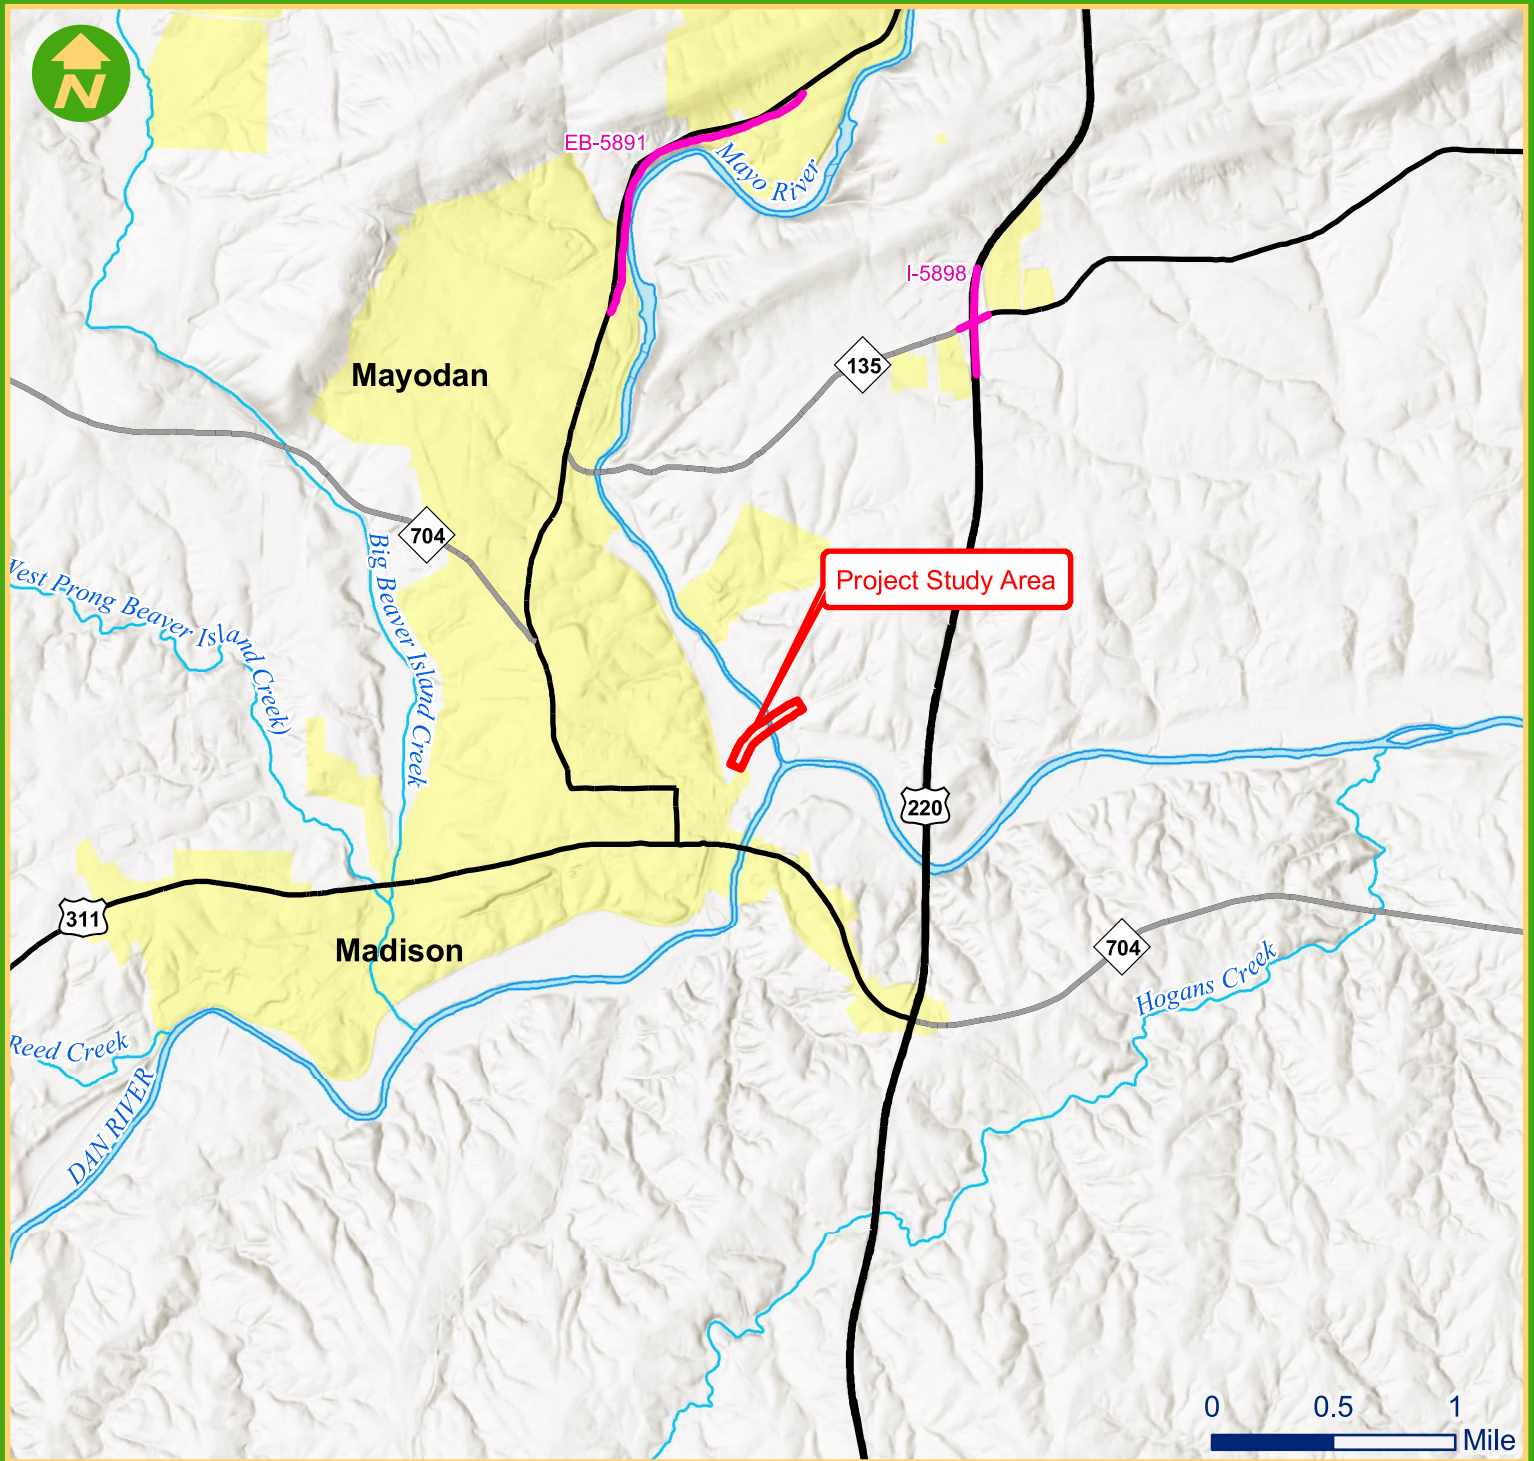 N
EB-5891
Mayo River
I-5898
135
Mayodan
704
Project Study Area
West Prong Beaver Island Creek)
Big Beaver Island Creek
220
311
Madison
704
Hogans Creek
Reed Creek
DAN RIVER
0 0.5 1
Mile